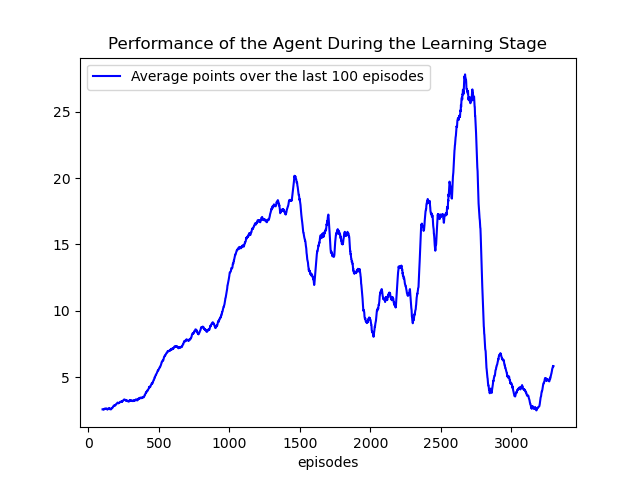 Performance of the Agent During the Learning Stage
Average points over the last 100 episodes
25
20
15
10
5
0 500 1000 1500 2000 2500 3000
episodes